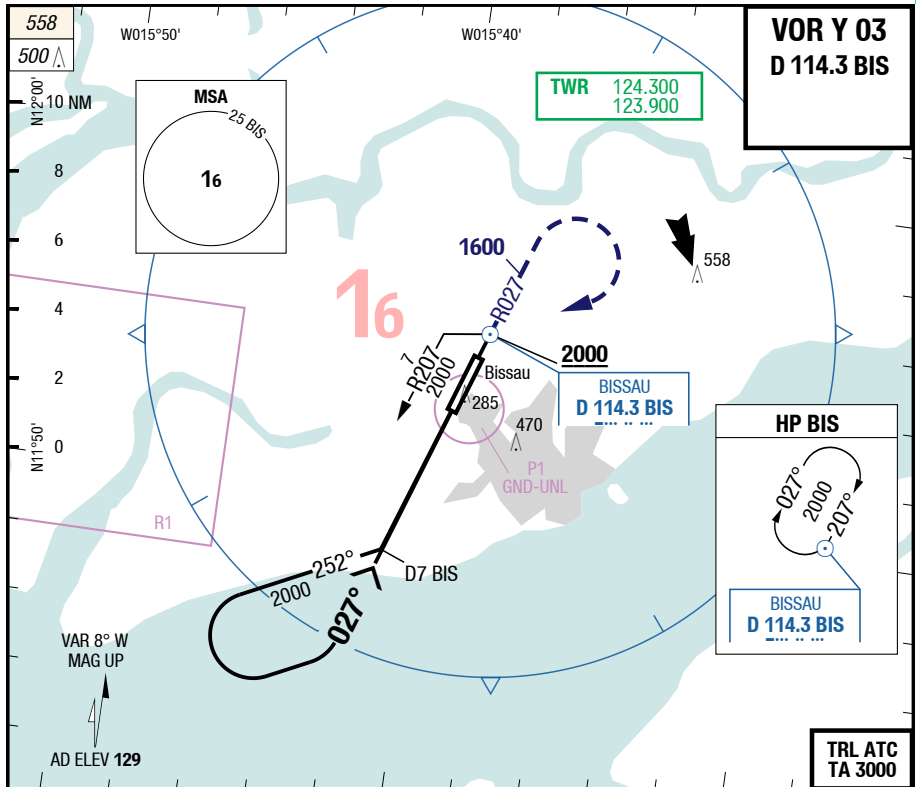 558
500
W015°50'
W015°40'
VOR Y 03
D 114.3 BIS
N12°00'
10 NM
8
6
4
2
0
N11°50'
MSA
25 BIS
16
TWR 124.300
123.900
1600
R027
558
16
7
R207
2000
2000
Bissau
285
470
BISSAU
D 114.3 BIS
P1
GND-UNL
R1
HP BIS
027°
2000
207°
BISSAU
D 114.3 BIS
D7 BIS
252°
2000
027°
VAR 8° W
MAG UP
AD ELEV 129
TRL ATC
TA 3000